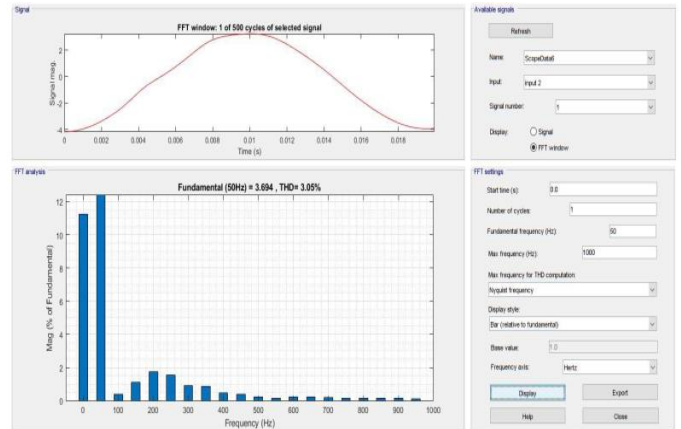 Signal
FFT window: 1 of 500 cycles of selected signal
Signal mag.
2
0
-2
-4
0
0.002
0.004
0.006
0.008
0.01
0.012
0.014
0.016
0.018
Time (s)
FFT analysis
Fundamental (50Hz) = 3.694 , THD= 3.05%
Mag (% of Fundamental)
12
10
8
6
4
2
0
0
100
200
300
400
500
600
700
800
900
1000
Frequency (Hz)
Available signals
Refresh
Name:
ScopeData8
Input:
input 2
Signal number:
1
Display:
Signal
FFT window
FFT settings
Start time (s):
0.0
Number of cycles:
1
Fundamental frequency (Hz):
50
Max frequency (Hz):
1000
Max frequency for THD computation:
Nyquist frequency
Display style:
Bar (relative to fundamental)
Base value:
1.0
Frequency axis:
Hertz
Display
Export
Help
Close